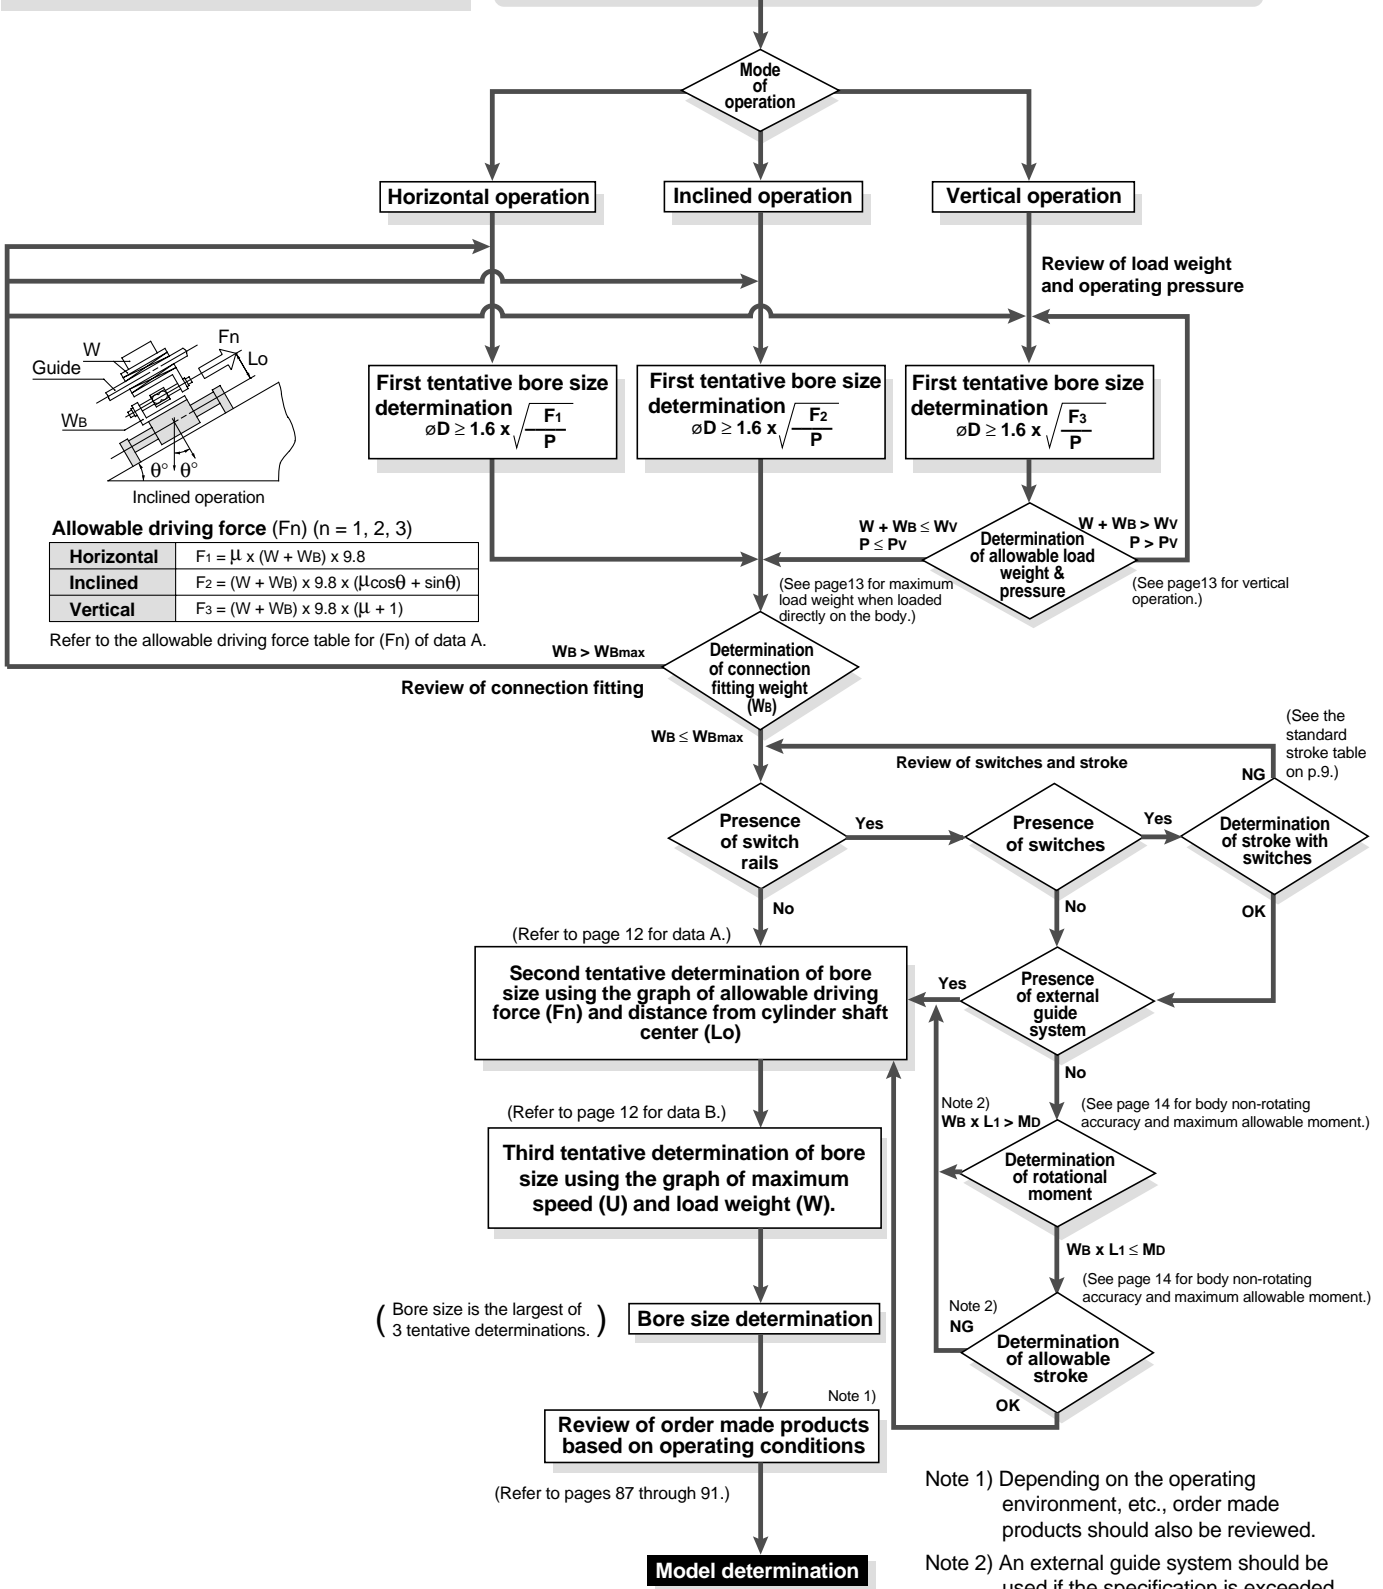 Mode
of
operation
Horizontal operation
Inclined operation
Vertical operation
Review of load weight
and operating pressure
W
Guide
WB
Fn
Lo
θ° θ°
Inclined operation
First tentative bore size
determination
øD ≥ 1.6 x √F1/P
First tentative bore size
determination
øD ≥ 1.6 x √F2/P
First tentative bore size
determination
øD ≥ 1.6 x √F3/P
Allowable driving force (Fn) (n = 1, 2, 3)
Horizontal F1 = μ x (W + WB) x 9.8
Inclined F2 = (W + WB) x 9.8 x (μcosθ + sinθ)
Vertical F3 = (W + WB) x 9.8 x (μ + 1)
Refer to the allowable driving force table for (Fn) of data A.
W + WB ≤ WV
P ≤ PV
Determination
of allowable load
weight &
pressure
W + WB > WV
P > PV
(See page13 for maximum
load weight when loaded
directly on the body.)
(See page13 for vertical
operation.)
WB > WBmax
Review of connection fitting
Determination
of connection
fitting weight
(WB)
WB ≤ WBmax
Review of switches and stroke
(See the
standard
stroke table
on p.9.)
NG
Presence
of switch
rails
Yes
Presence
of switches
Yes
Determination
of stroke with
switches
No
No
OK
(Refer to page 12 for data A.)
Second tentative determination of bore
size using the graph of allowable driving
force (Fn) and distance from cylinder shaft
center (Lo)
Yes
Presence
of external
guide
system
No
(Refer to page 12 for data B.)
Third tentative determination of bore
size using the graph of maximum
speed (U) and load weight (W).
Note 2)
WB x L1 > MD
(See page 14 for body non-rotating
accuracy and maximum allowable moment.)
Determination
of rotational
moment
WB x L1 ≤ MD
(See page 14 for body non-rotating
accuracy and maximum allowable moment.)
(Bore size is the largest of
3 tentative determinations.)
Bore size determination
Note 2)
NG
Determination
of allowable
stroke
OK
Note 1)
Review of order made products
based on operating conditions
(Refer to pages 87 through 91.)
Model determination
Note 1) Depending on the operating
environment, etc., order made
products should also be reviewed.
Note 2) An external guide system should be
used if the specification is exceeded